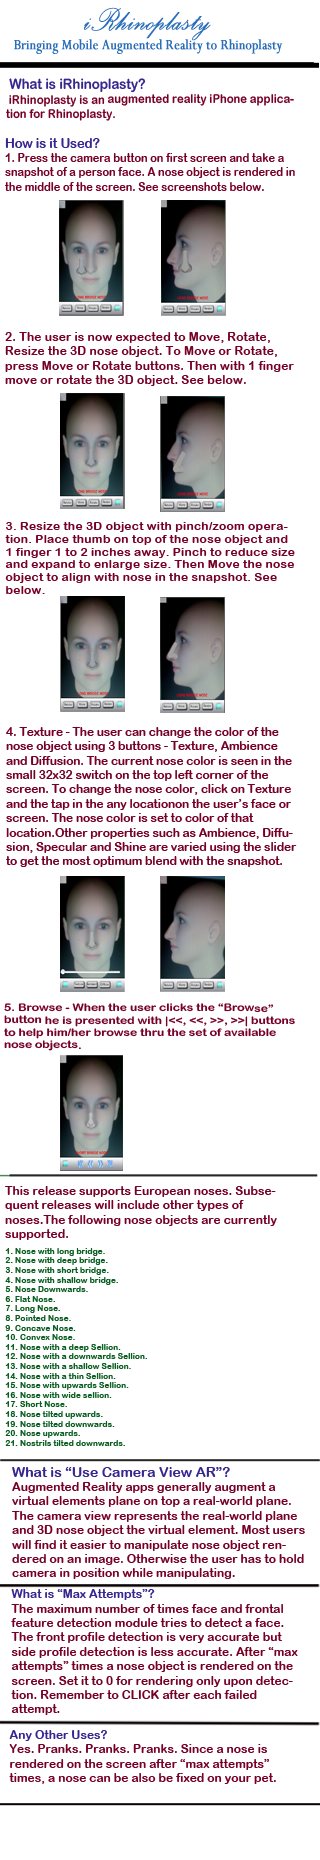 iRhinoplasty
Bringing Mobile Augmented Reality to Rhinoplasty
What is iRhinoplasty?
iRhinoplasty is an augmented reality iPhone applica-
tion for Rhinoplasty.
How is it Used?
1. Press the camera button on first screen and take a
snapshot of a person face. A nose object is rendered in
the middle of the screen. See screenshots below.
2. The user is now expected to Move, Rotate,
Resize the 3D nose object. To Move or Rotate,
press Move or Rotate buttons. Then with 1 finger
move or rotate the 3D object. See below.
3. Resize the 3D object with pinch/zoom opera-
tion. Place thumb on top of the nose object and
1 finger 1 to 2 inches away. Pinch to reduce size
and expand to enlarge size. Then Move the nose
object to align with nose in the snapshot. See
below.
4. Texture - The user can change the color of the
nose object using 3 buttons - Texture, Ambience
and Diffusion. The current nose color is seen in the
small 32x32 switch on the top left corner of the
screen. To change the nose color, click on Texture
and the tap in the any locationon the user's face or
screen. The nose color is set to color of that
location.Other properties such as Ambience, Diffu-
sion, Specular and Shine are varied using the slider
to get the most optimum blend with the snapshot.
5. Browse - When the user clicks the "Browse"
button he is presented with |<<, <<, >>, >>| buttons
to help him/her browse thru the set of available
nose objects.
This release supports European noses. Subse-
quent releases will include other types of
noses.The following nose objects are currently
supported.
1. Nose with long bridge.
2. Nose with deep bridge.
3. Nose with short bridge.
4. Nose with shallow bridge.
5. Nose Downwards.
6. Flat Nose.
7. Long Nose.
8. Pointed Nose.
9. Concave Nose.
10. Convex Nose.
11. Nose with a deep Sellion.
12. Nose with a downwards Sellion.
13. Nose with a shallow Sellion.
14. Nose with a thin Sellion.
15. Nose with upwards Sellion.
16. Nose with wide sellion.
17. Short Nose.
18. Nose tilted upwards.
19. Nose tilted downwards.
20. Nose upwards.
21. Nostrils tilted downwards.
What is "Use Camera View AR"?
Augmented Reality apps generally augment a
virtual elements plane on top a real-world plane.
The camera view represents the real-world plane
and 3D nose object the virtual element. Most users
will find it easier to manipulate nose object ren-
dered on an image. Otherwise the user has to hold
camera in position while manipulating.
What is "Max Attempts"?
The maximum number of times face and frontal
feature detection module tries to detect a face.
The front profile detection is very accurate but
side profile detection is less accurate. After "max
attempts" times a nose object is rendered on the
screen. Set it to 0 for rendering only upon detec-
tion. Remember to CLICK after each failed
attempt.
Any Other Uses?
Yes. Pranks. Pranks. Pranks. Since a nose is
rendered on the screen after "max attempts"
times, a nose can be also be fixed on your pet.